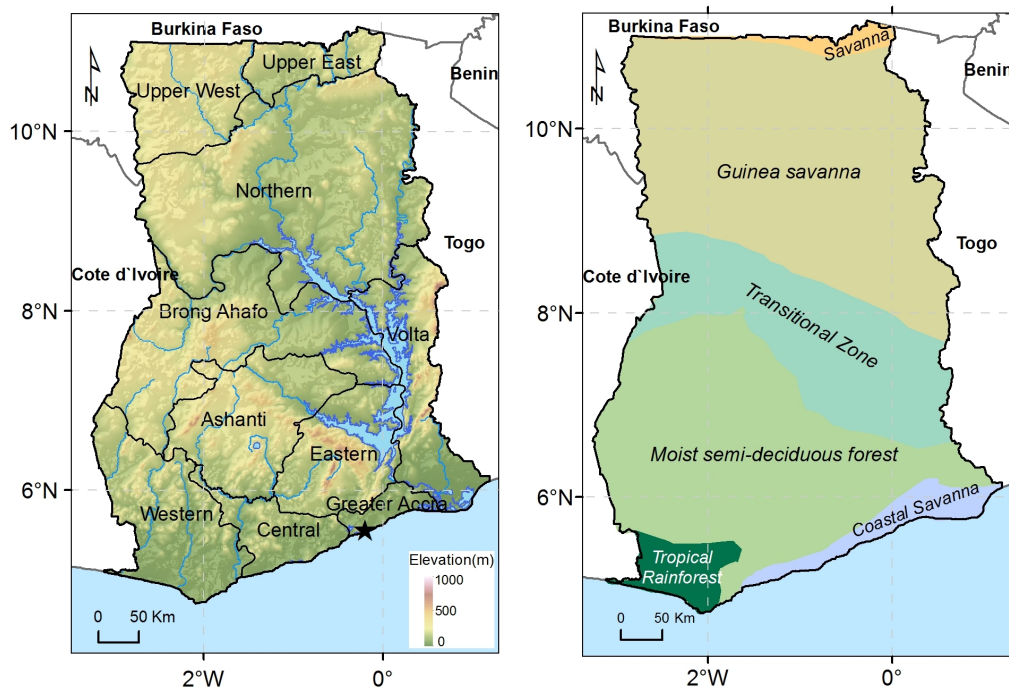 Burkina Faso
N
Upper East
Upper West
Benin
10°N
Northern
Togo
Cote d`Ivoire
8°N
Brong Ahafo
Volta
Ashanti
Eastern
6°N
Western
Greater Accra
Central
Elevation(m)
1000
500
0
0 50 Km
2°W
0°
Burkina Faso
Savanna
N
Benin
10°N
Guinea savanna
Togo
Cote d`Ivoire
8°N
Transitional Zone
Moist semi-deciduous forest
6°N
Coastal Savanna
Tropical
Rainforest
0 50 Km
2°W
0°